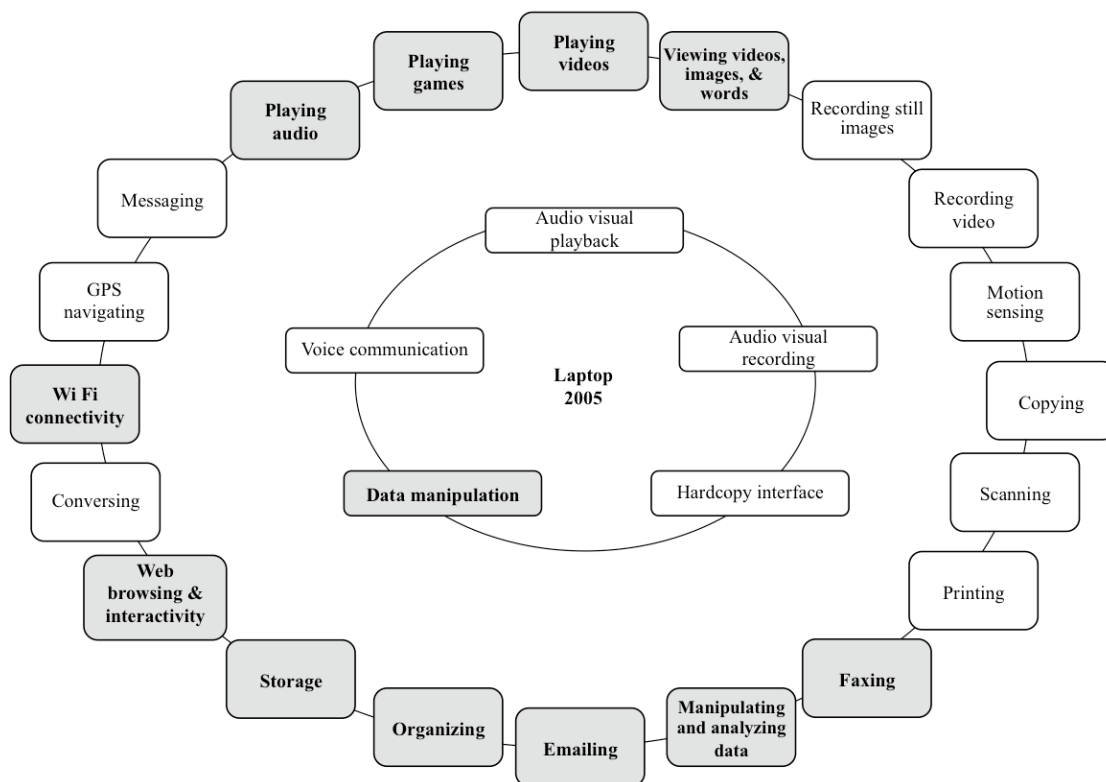 Playing
videos
Viewing videos,
images, &
words
Recording still
images
Recording
video
Motion
sensing
Copying
Scanning
Printing
Faxing
Manipulating
and analyzing
data
Emailing
Organizing
Storage
Web
browsing &
interactivity
Conversing
Wi Fi
connectivity
GPS
navigating
Messaging
Playing
audio
Playing
games
Audio visual
playback
Audio visual
recording
Hardcopy interface
Data manipulation
Voice communication
Laptop
2005